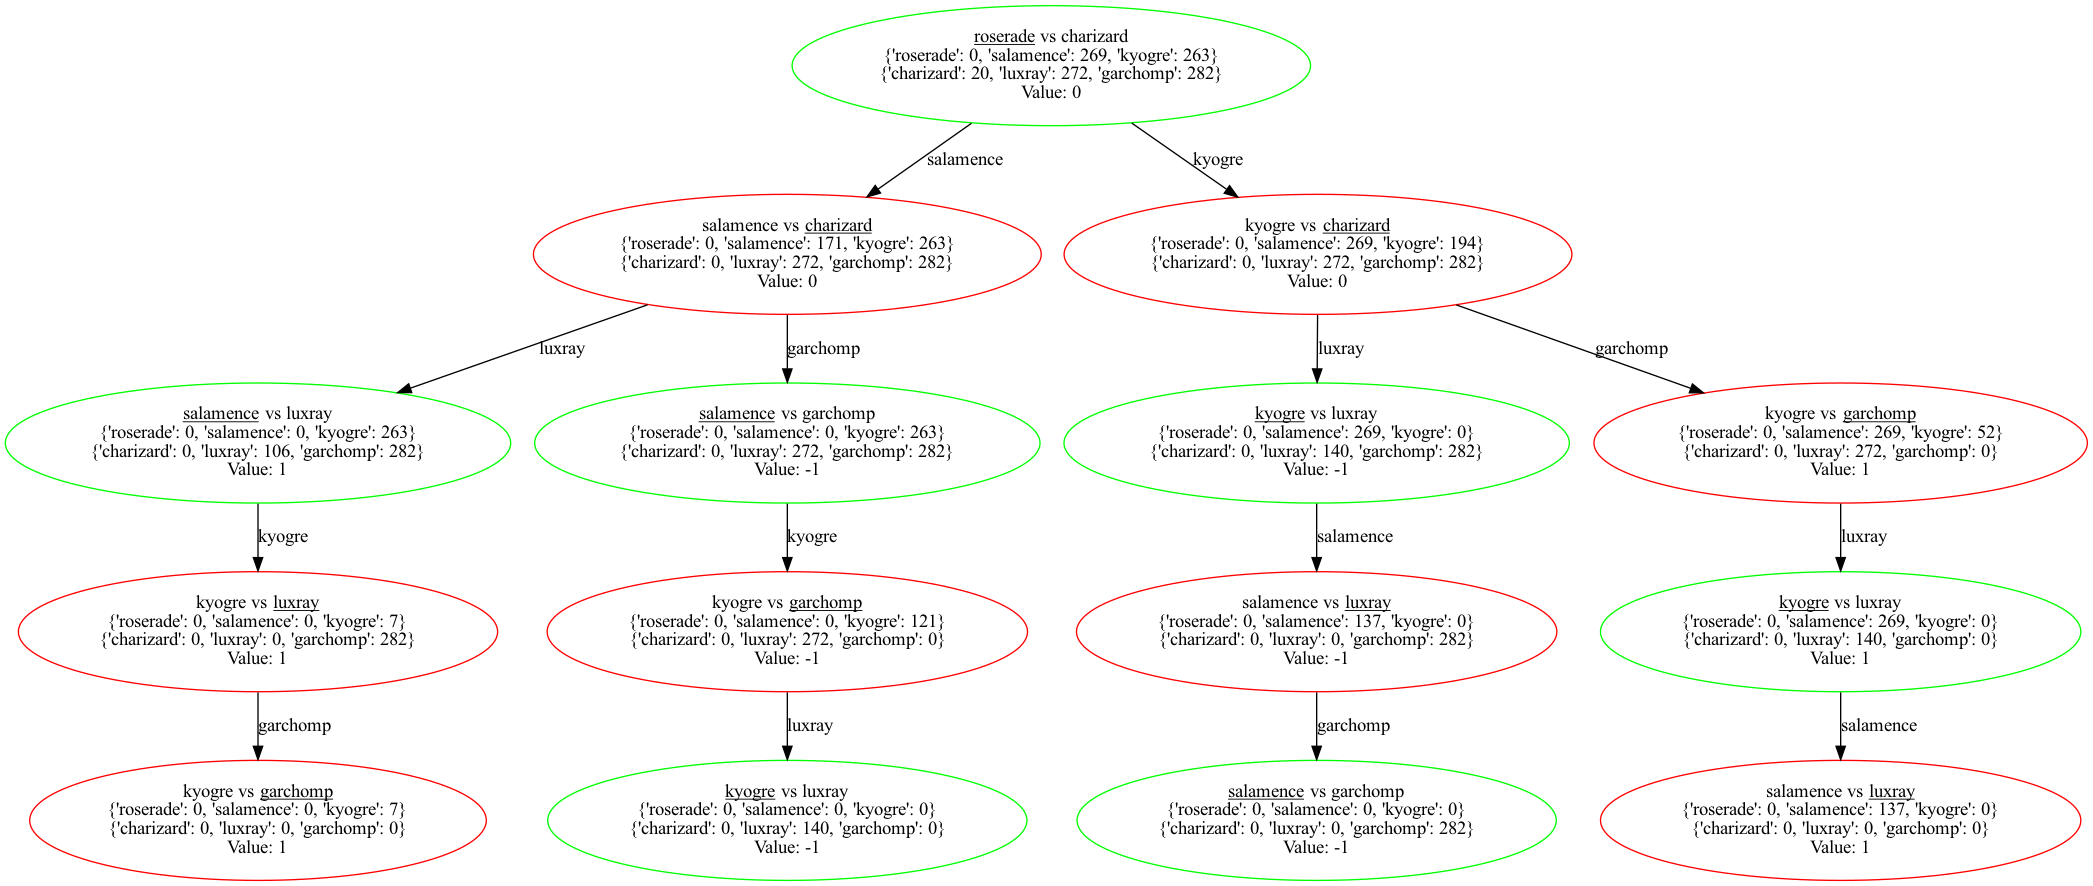 roserade vs charizard
{'roserade': 0, 'salamence': 269, 'kyogre': 263}
{'charizard': 20, 'luxray': 272, 'garchomp': 282}
Value: 0
salamence
kyogre
salamence vs charizard
{'roserade': 0, 'salamence': 171, 'kyogre': 263}
{'charizard': 0, 'luxray': 272, 'garchomp': 282}
Value: 0
kyogre vs charizard
{'roserade': 0, 'salamence': 269, 'kyogre': 194}
{'charizard': 0, 'luxray': 272, 'garchomp': 282}
Value: 0
luxray
garchomp
luxray
garchomp
salamence vs luxray
{'roserade': 0, 'salamence': 0, 'kyogre': 263}
{'charizard': 0, 'luxray': 106, 'garchomp': 282}
Value: 1
salamence vs garchomp
{'roserade': 0, 'salamence': 0, 'kyogre': 263}
{'charizard': 0, 'luxray': 272, 'garchomp': 282}
Value: -1
kyogre vs luxray
{'roserade': 0, 'salamence': 269, 'kyogre': 0}
{'charizard': 0, 'luxray': 140, 'garchomp': 282}
Value: -1
kyogre vs garchomp
{'roserade': 0, 'salamence': 269, 'kyogre': 52}
{'charizard': 0, 'luxray': 272, 'garchomp': 0}
Value: 1
kyogre
kyogre
salamence
luxray
kyogre vs luxray
{'roserade': 0, 'salamence': 0, 'kyogre': 7}
{'charizard': 0, 'luxray': 0, 'garchomp': 282}
Value: 1
kyogre vs garchomp
{'roserade': 0, 'salamence': 0, 'kyogre': 121}
{'charizard': 0, 'luxray': 272, 'garchomp': 0}
Value: -1
salamence vs luxray
{'roserade': 0, 'salamence': 137, 'kyogre': 0}
{'charizard': 0, 'luxray': 0, 'garchomp': 282}
Value: -1
kyogre vs luxray
{'roserade': 0, 'salamence': 269, 'kyogre': 0}
{'charizard': 0, 'luxray': 140, 'garchomp': 0}
Value: 1
garchomp
luxray
garchomp
salamence
kyogre vs garchomp
{'roserade': 0, 'salamence': 0, 'kyogre': 7}
{'charizard': 0, 'luxray': 0, 'garchomp': 0}
Value: 1
kyogre vs luxray
{'roserade': 0, 'salamence': 0, 'kyogre': 0}
{'charizard': 0, 'luxray': 140, 'garchomp': 0}
Value: -1
salamence vs garchomp
{'roserade': 0, 'salamence': 0, 'kyogre': 0}
{'charizard': 0, 'luxray': 0, 'garchomp': 282}
Value: -1
salamence vs luxray
{'roserade': 0, 'salamence': 137, 'kyogre': 0}
{'charizard': 0, 'luxray': 0, 'garchomp': 0}
Value: 1